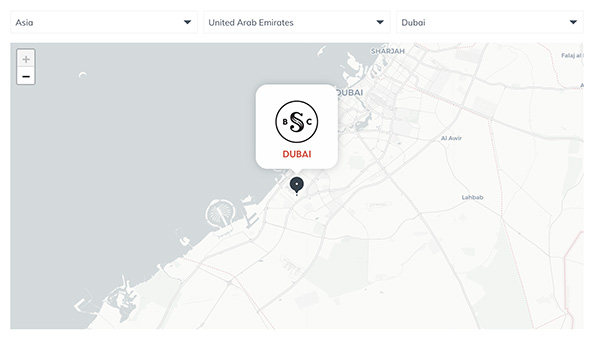 Asia
United Arab Emirates
Dubai
+
−
SHARJAH
Falaj al
DUBAI
B S C
DUBAI
Al Awir
Lehbab